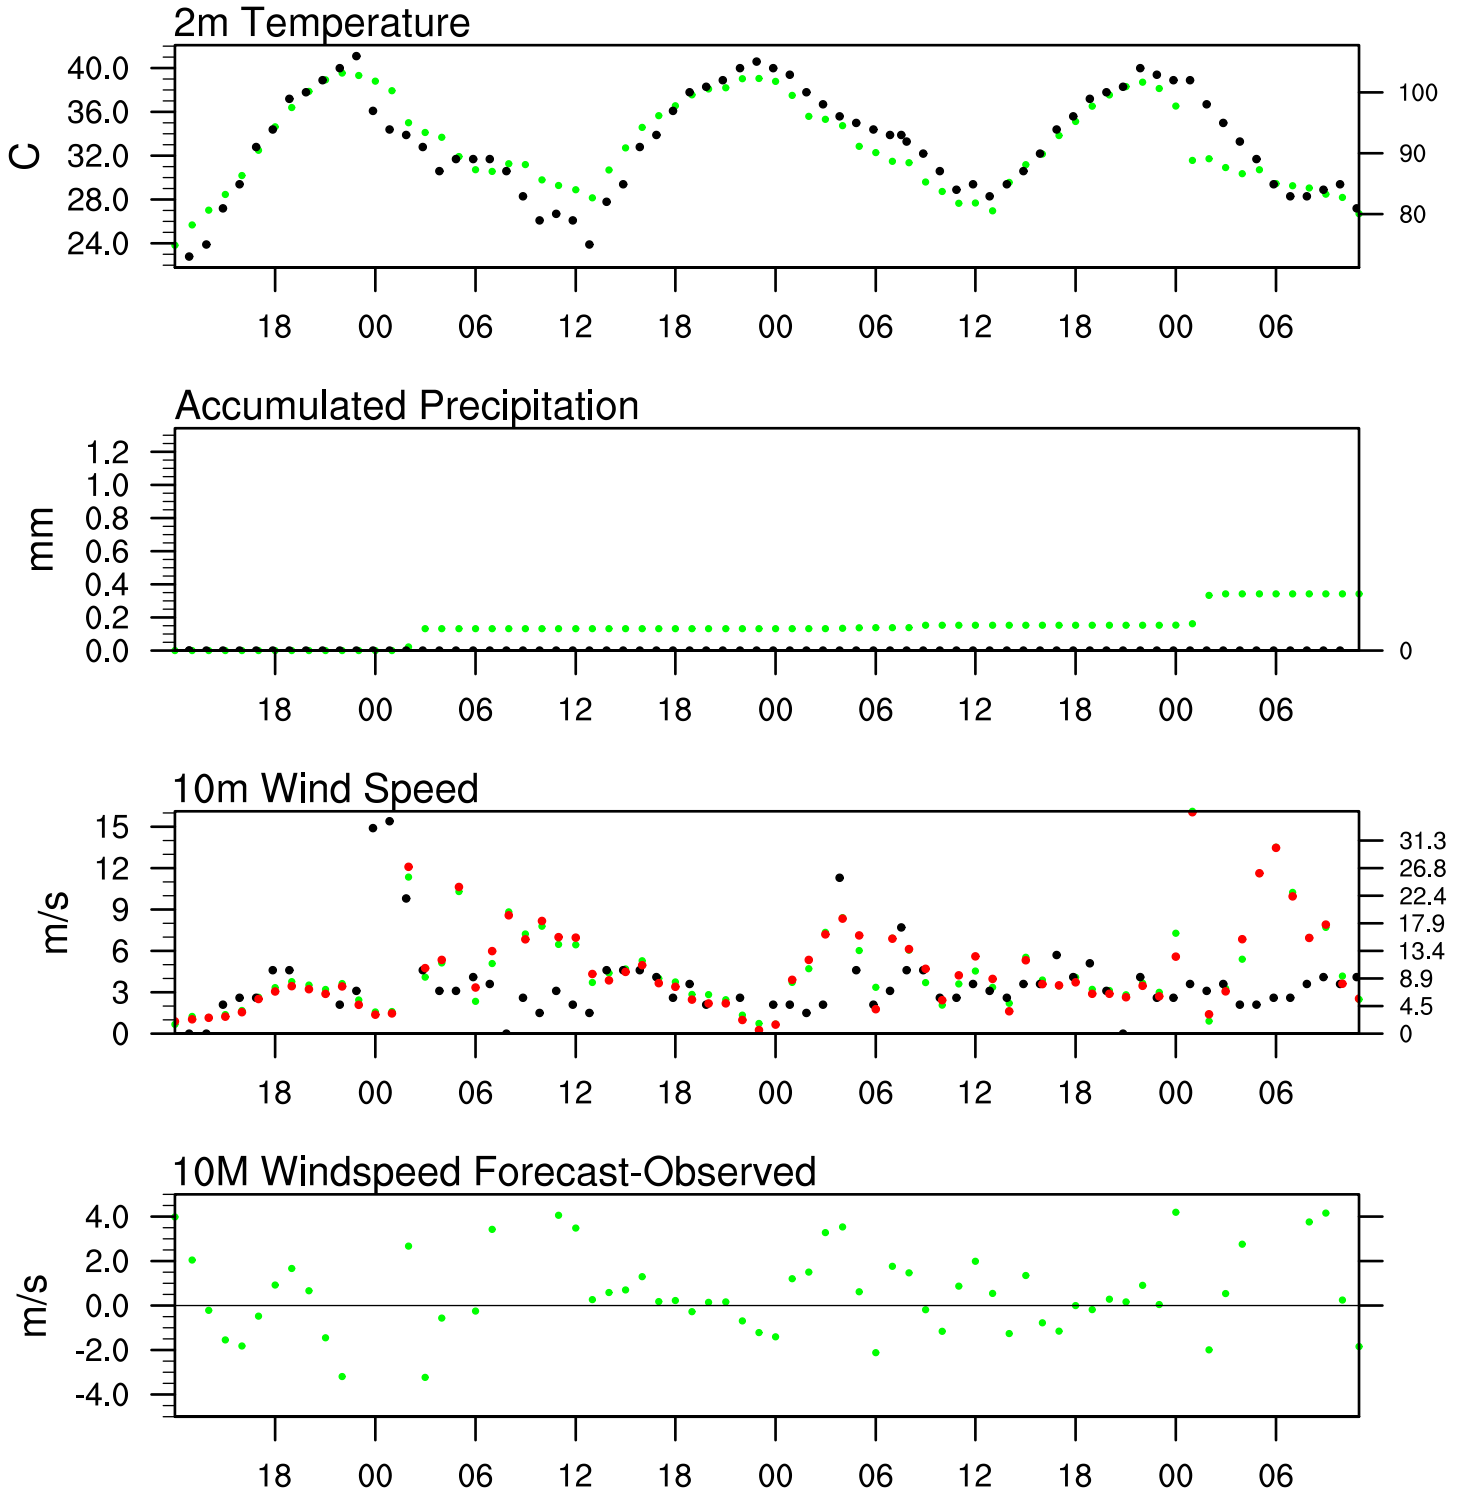 2m Temperature
40.0
36.0
32.0
28.0
24.0
C
100
90
80
18 00 06 12 18 00 06 12 18 00 06
Accumulated Precipitation
1.2
1.0
0.8
0.6
0.4
0.2
0.0
mm
0
18 00 06 12 18 00 06 12 18 00 06
10m Wind Speed
15
12
9
6
3
0
m/s
31.3
26.8
22.4
17.9
13.4
8.9
4.5
0
18 00 06 12 18 00 06 12 18 00 06
10M Windspeed Forecast-Observed
4.0
2.0
0.0
-2.0
-4.0
m/s
18 00 06 12 18 00 06 12 18 00 06